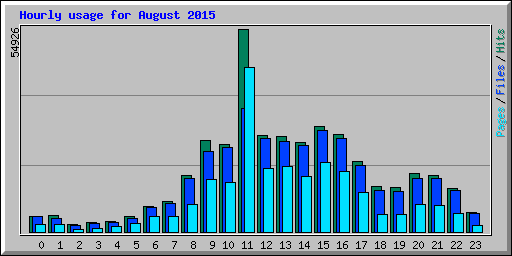 Hourly usage for August 2015
54926
Pages / Files / Hits
0 1 2 3 4 5 6 7 8 9 10 11 12 13 14 15 16 17 18 19 20 21 22 23